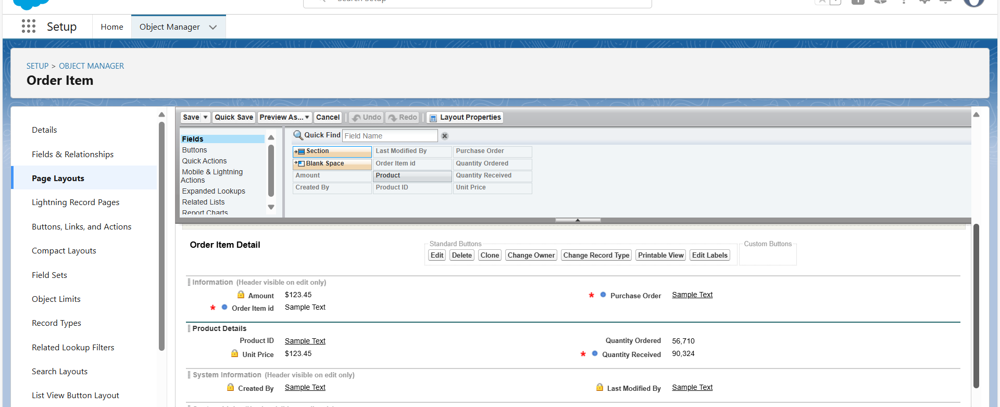 Search Setup
Setup
Home
Object Manager
SETUP > OBJECT MANAGER
Order Item
Details
Fields & Relationships
Page Layouts
Lightning Record Pages
Buttons, Links, and Actions
Compact Layouts
Field Sets
Object Limits
Record Types
Related Lookup Filters
Search Layouts
List View Button Layout
Save
Quick Save
Preview As...
Cancel
Undo
Redo
Layout Properties
Fields
Buttons
Quick Actions
Mobile & Lightning
Actions
Expanded Lookups
Related Lists
Report Charts
Quick Find
Field Name
Section
Last Modified By
Purchase Order
Blank Space
Order Item id
Quantity Ordered
Amount
Product
Quantity Received
Created By
Product ID
Unit Price
Order Item Detail
Standard Buttons
Custom Buttons
Edit
Delete
Clone
Change Owner
Change Record Type
Printable View
Edit Labels
Information (Header visible on edit only)
Amount $123.45
* Purchase Order Sample Text
* Order Item id Sample Text
Product Details
Product ID Sample Text
Quantity Ordered 56,710
Unit Price $123.45
* Quantity Received 90,324
System Information (Header visible on edit only)
Created By Sample Text
Last Modified By Sample Text